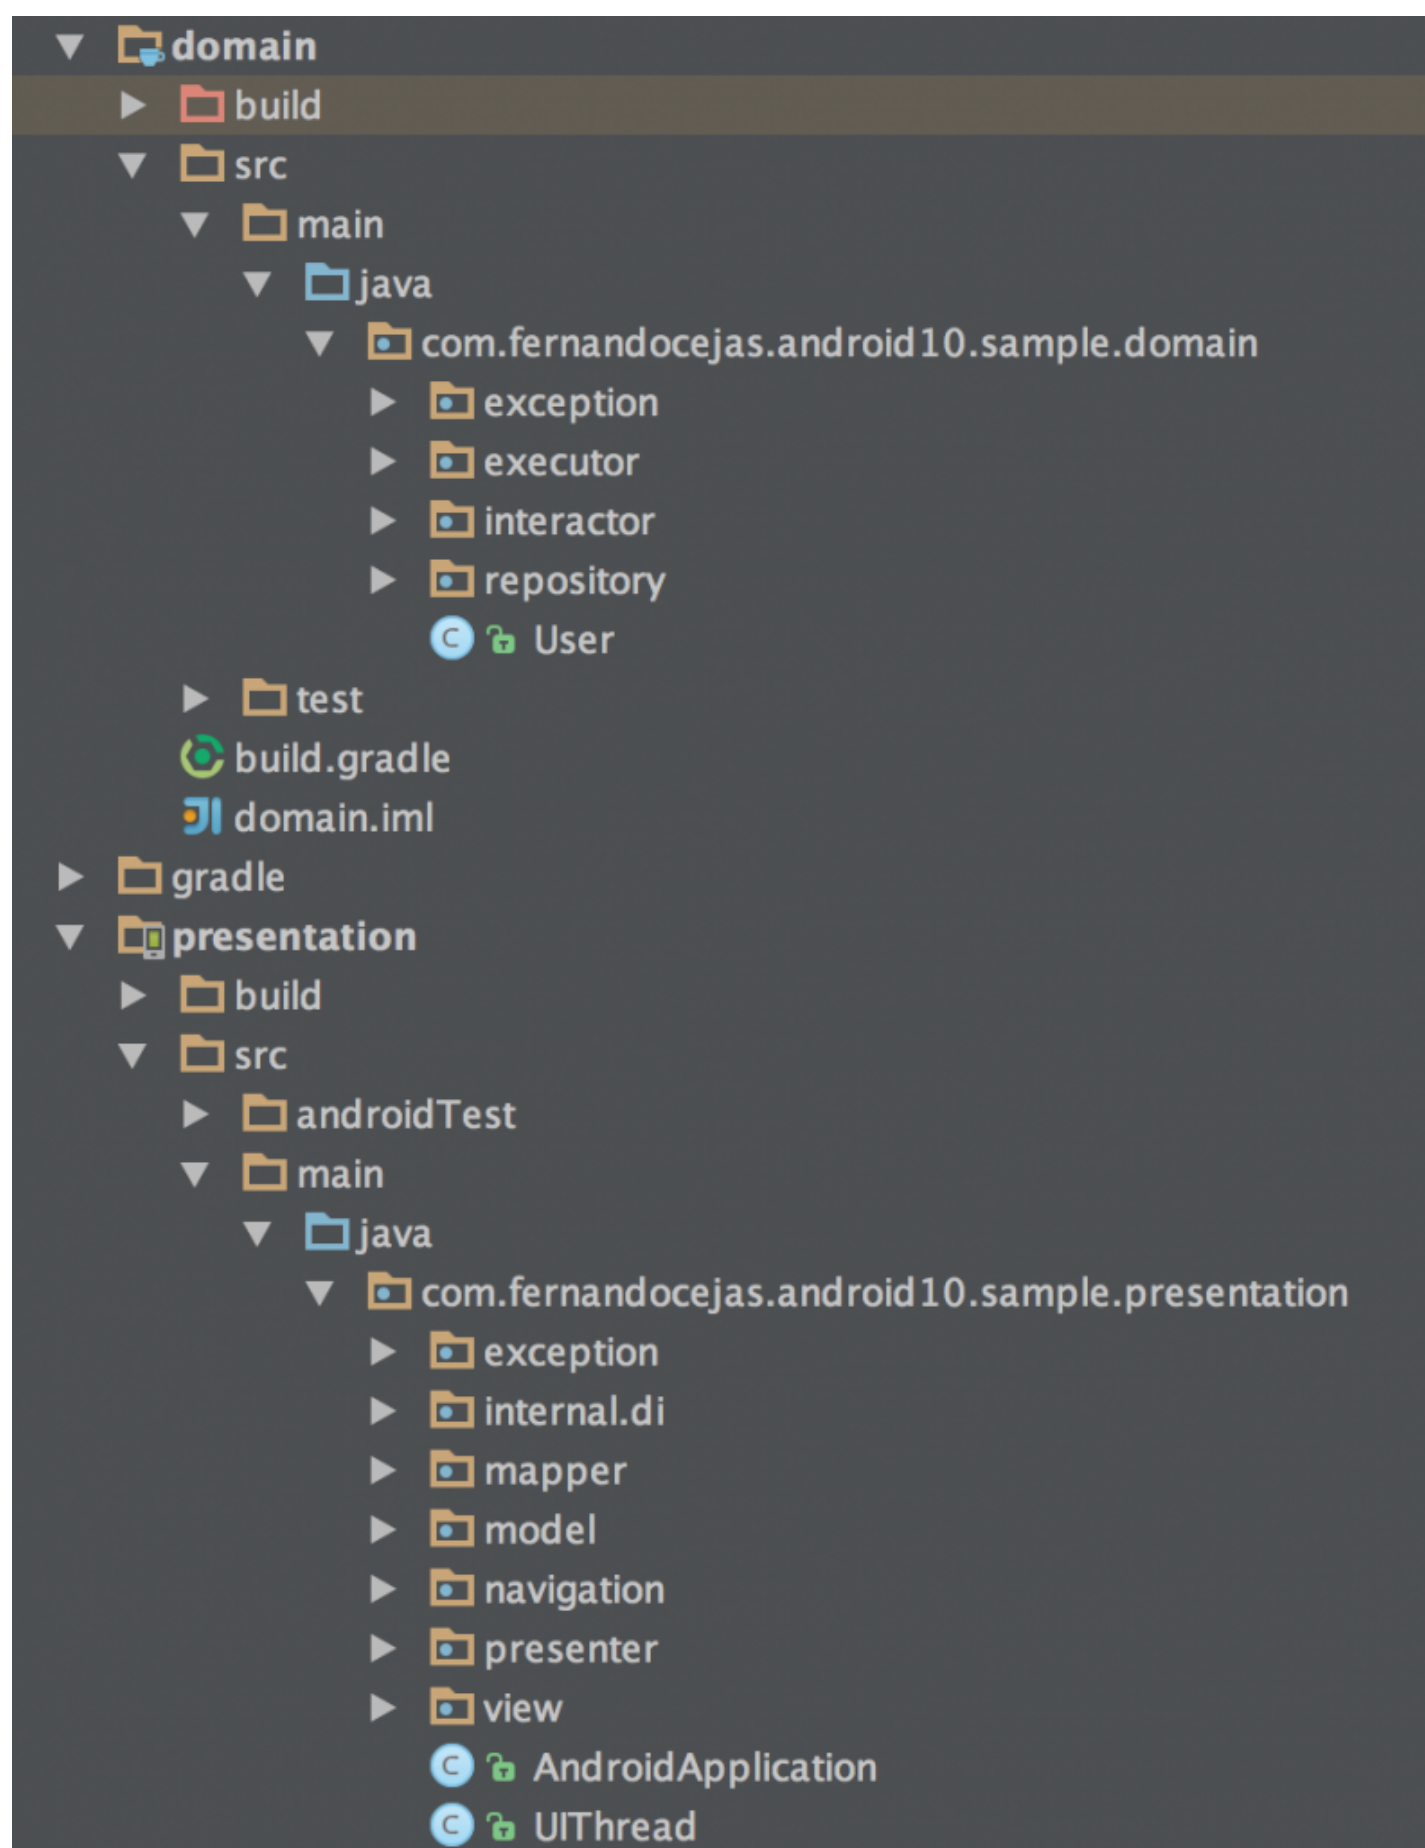 domain
build
src
main
java
com.fernandocejas.android10.sample.domain
exception
executor
interactor
repository
C User
test
build.gradle
domain.iml
gradle
presentation
build
src
androidTest
main
java
com.fernandocejas.android10.sample.presentation
exception
internal.di
mapper
model
navigation
presenter
view
C AndroidApplication
C UIThread